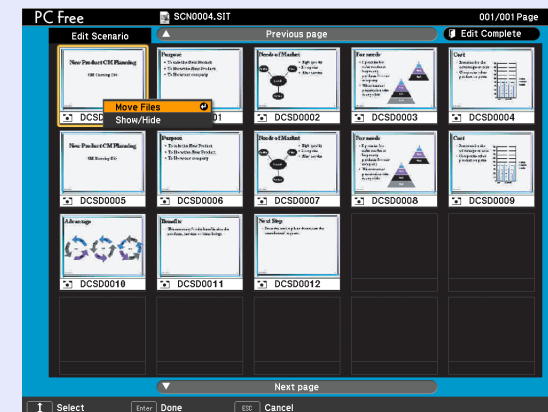 PC Free
SCN0004.SIT
001/001 Page
Edit Scenario
Previous page
Edit Complete
New Product CM Planning
Purpose
Needs of Market
For needs
Cost
Move Files
Show/Hide
DCSD
01
DCSD0002
DCSD0003
DCSD0004
New Product CM Planning
Purpose
Needs of Market
For needs
Cost
DCSD0005
DCSD0006
DCSD0007
DCSD0008
DCSD0009
Advantage
Benefits
Next Step
DCSD0010
DCSD0011
DCSD0012
Next page
Select
Enter Done
ESC Cancel